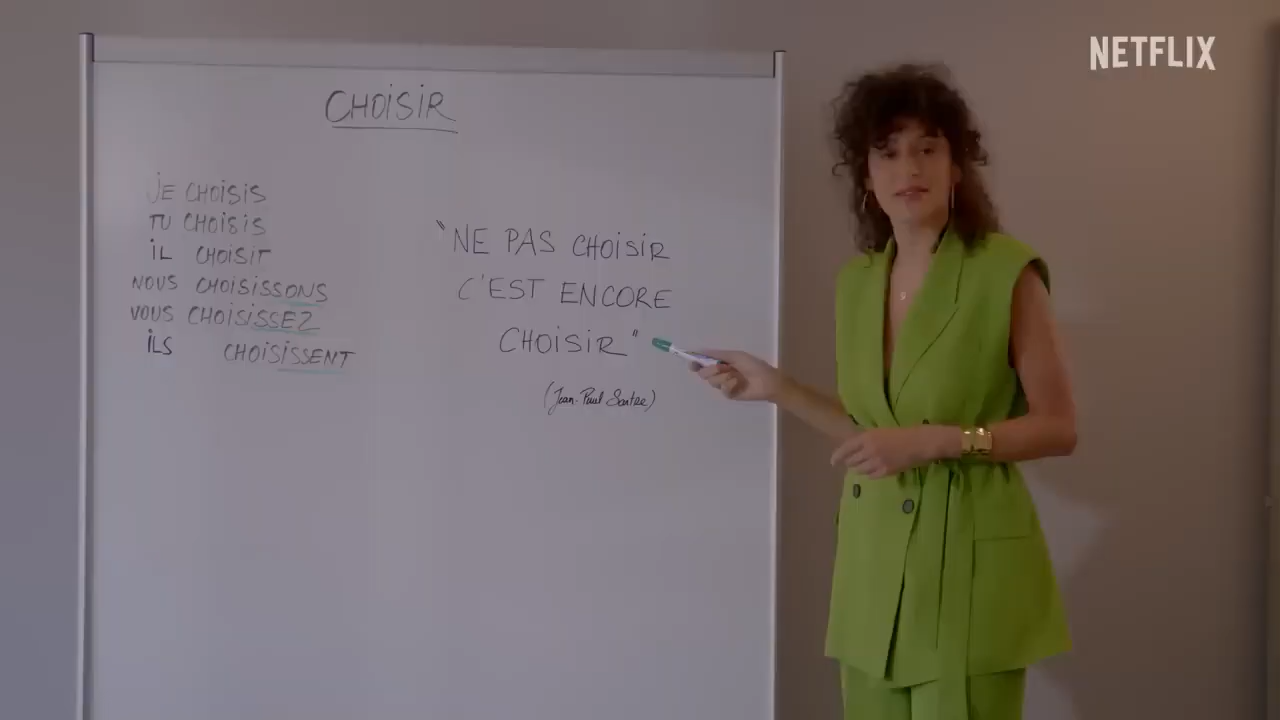 NETFLIX
CHOISIR
JE CHOISIS
TU CHOISIS
IL CHOISIT
NOUS CHOISISSONS
VOUS CHOISISSEZ
ILS CHOISISSENT
"NE PAS CHOISIR
C'EST ENCORE
CHOISIR"
(Jean-Paul Sartre)